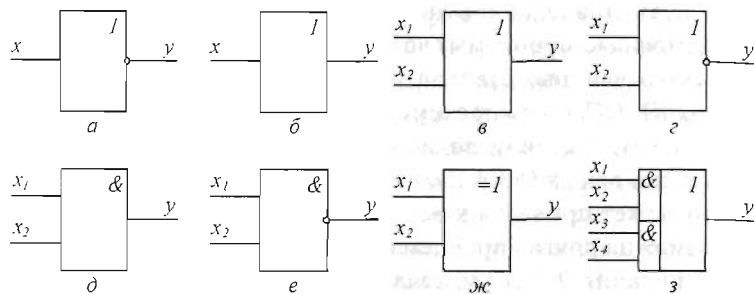 x 1 y
а
x 1 y
б
x₁ 1 y
x₂
в
x₁ 1 y
x₂
г
x₁ & y
x₂
д
x₁ & y
x₂
е
x₁ =1 y
x₂
ж
x₁ & 1 y
x₂
x₃ &
x₄
з